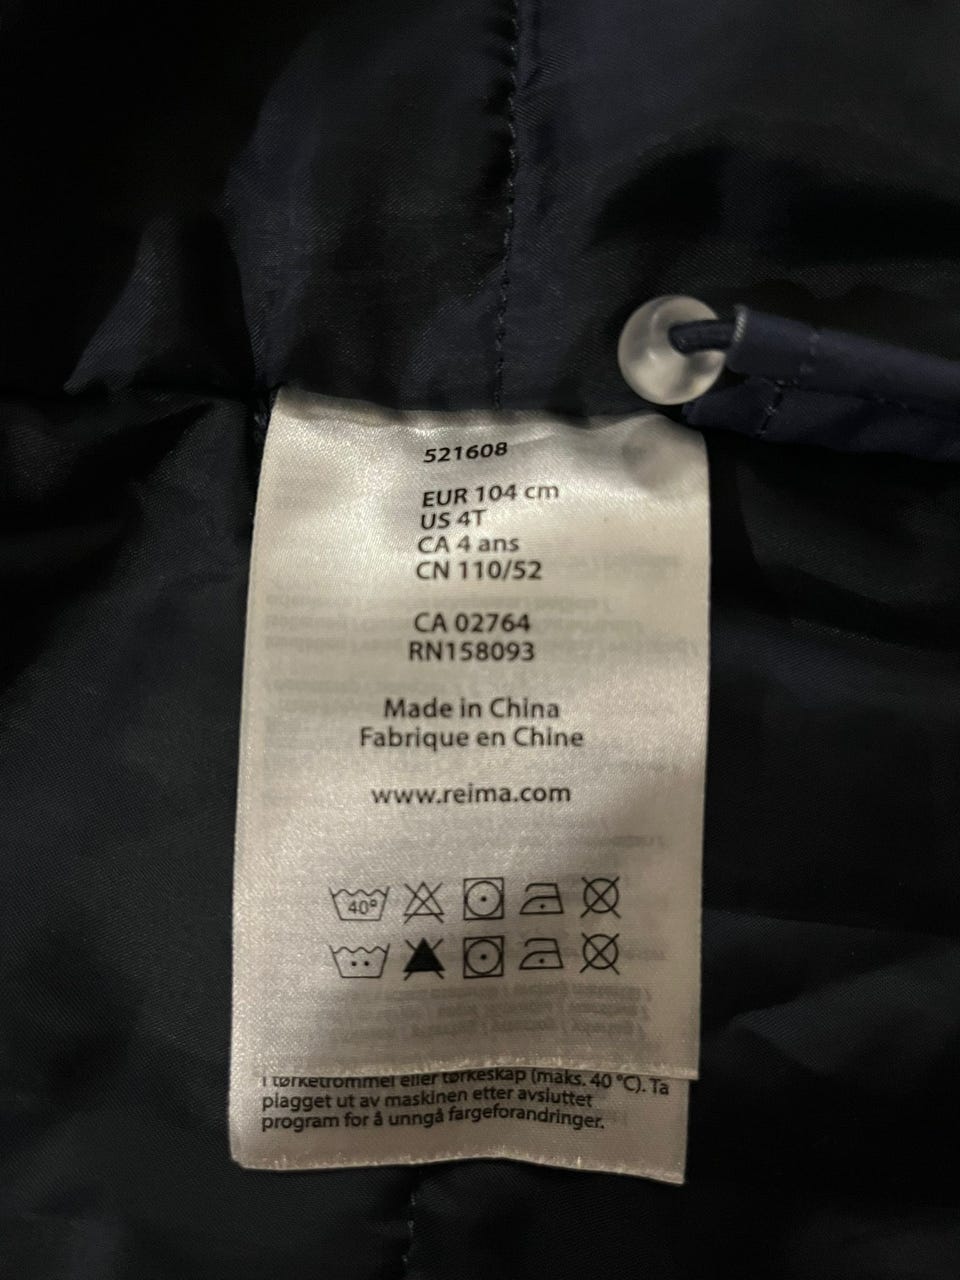 521608
EUR 104 cm
US 4T
CA 4 ans
CN 110/52
CA 02764
RN158093
Made in China
Fabrique en Chine
www.reima.com
40º
i tørketrommel eller tørkeskap (maks. 40 °C). Ta
plagget ut av maskinen etter avsluttet
program for å unngå fargeforandringer.